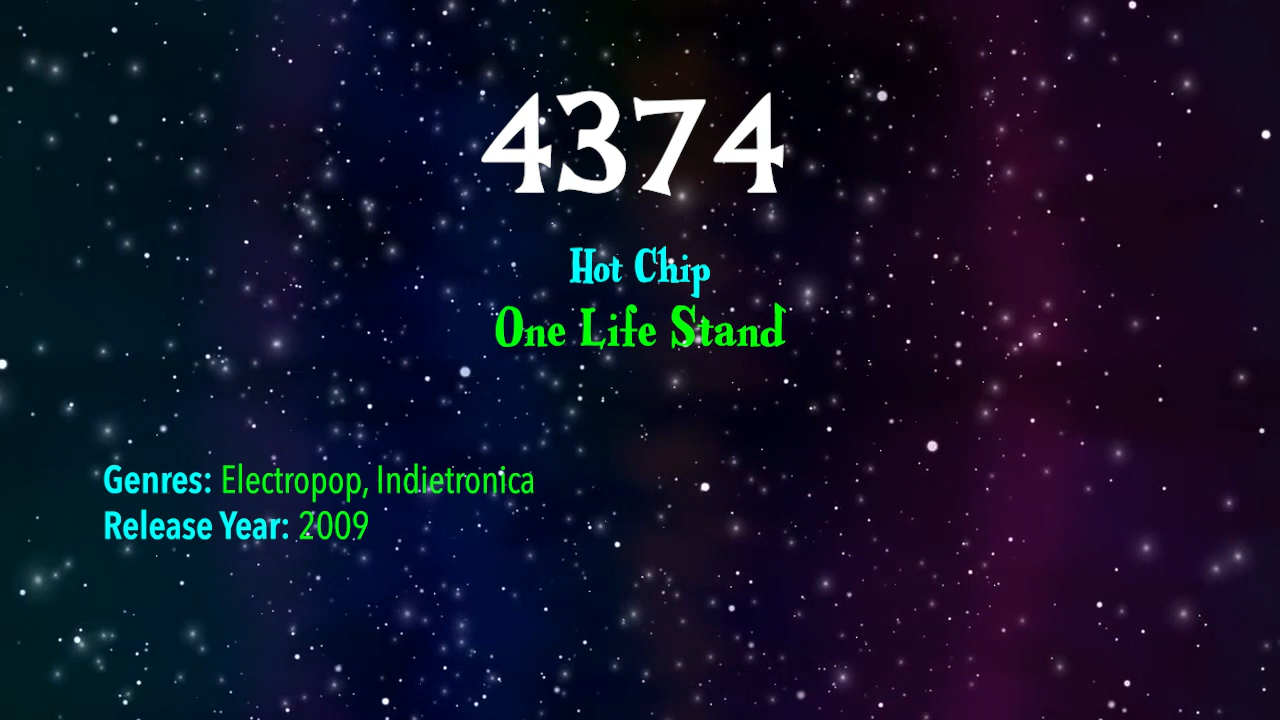 4374
Hot Chip
One Life Stand
Genres: Electropop, Indietronica
Release Year: 2009